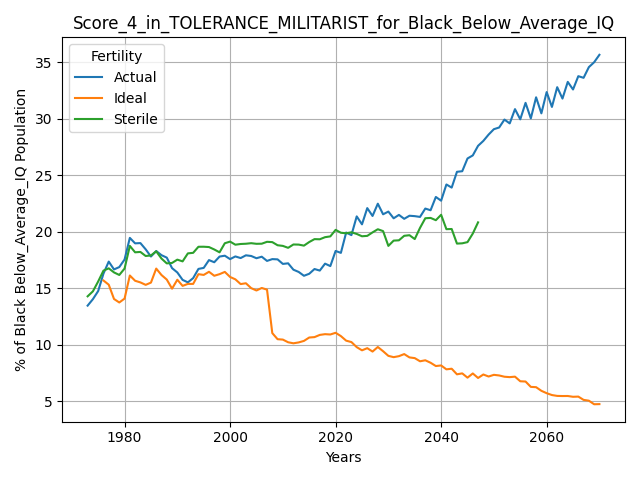 Score_4_in_TOLERANCE_MILITARIST_for_Black_Below_Average_IQ
Fertility
Actual
Ideal
Sterile
% of Black Below_Average_IQ Population
35
30
25
20
15
10
5
1980
2000
2020
2040
2060
Years